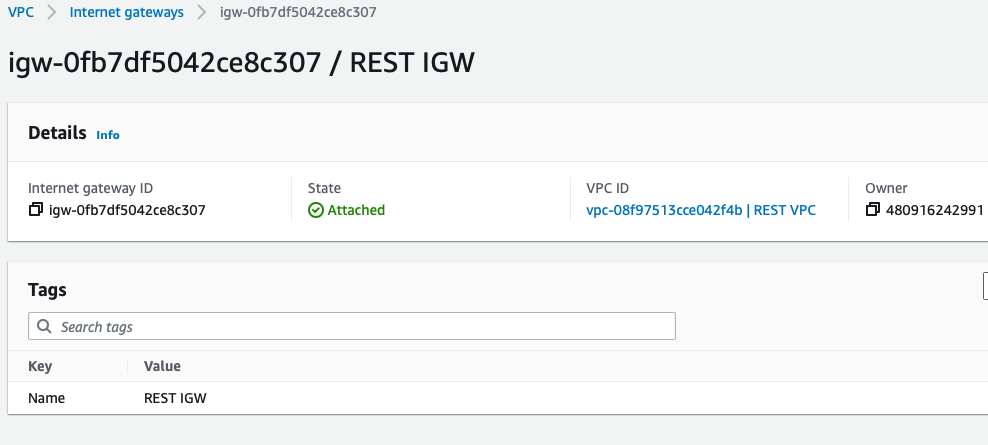 VPC > Internet gateways > igw-0fb7df5042ce8c307
igw-0fb7df5042ce8c307 / REST IGW
Details Info
Internet gateway ID State VPC ID Owner
igw-0fb7df5042ce8c307 Attached vpc-08f97513cce042f4b | REST VPC 480916242991
Tags
Search tags
Key Value
Name REST IGW